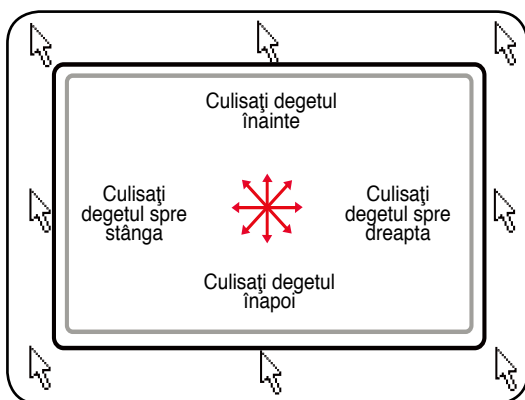 Culisaţi degetul
înainte
Culisaţi
degetul spre
stânga
Culisaţi
degetul spre
dreapta
Culisaţi degetul
înapoi